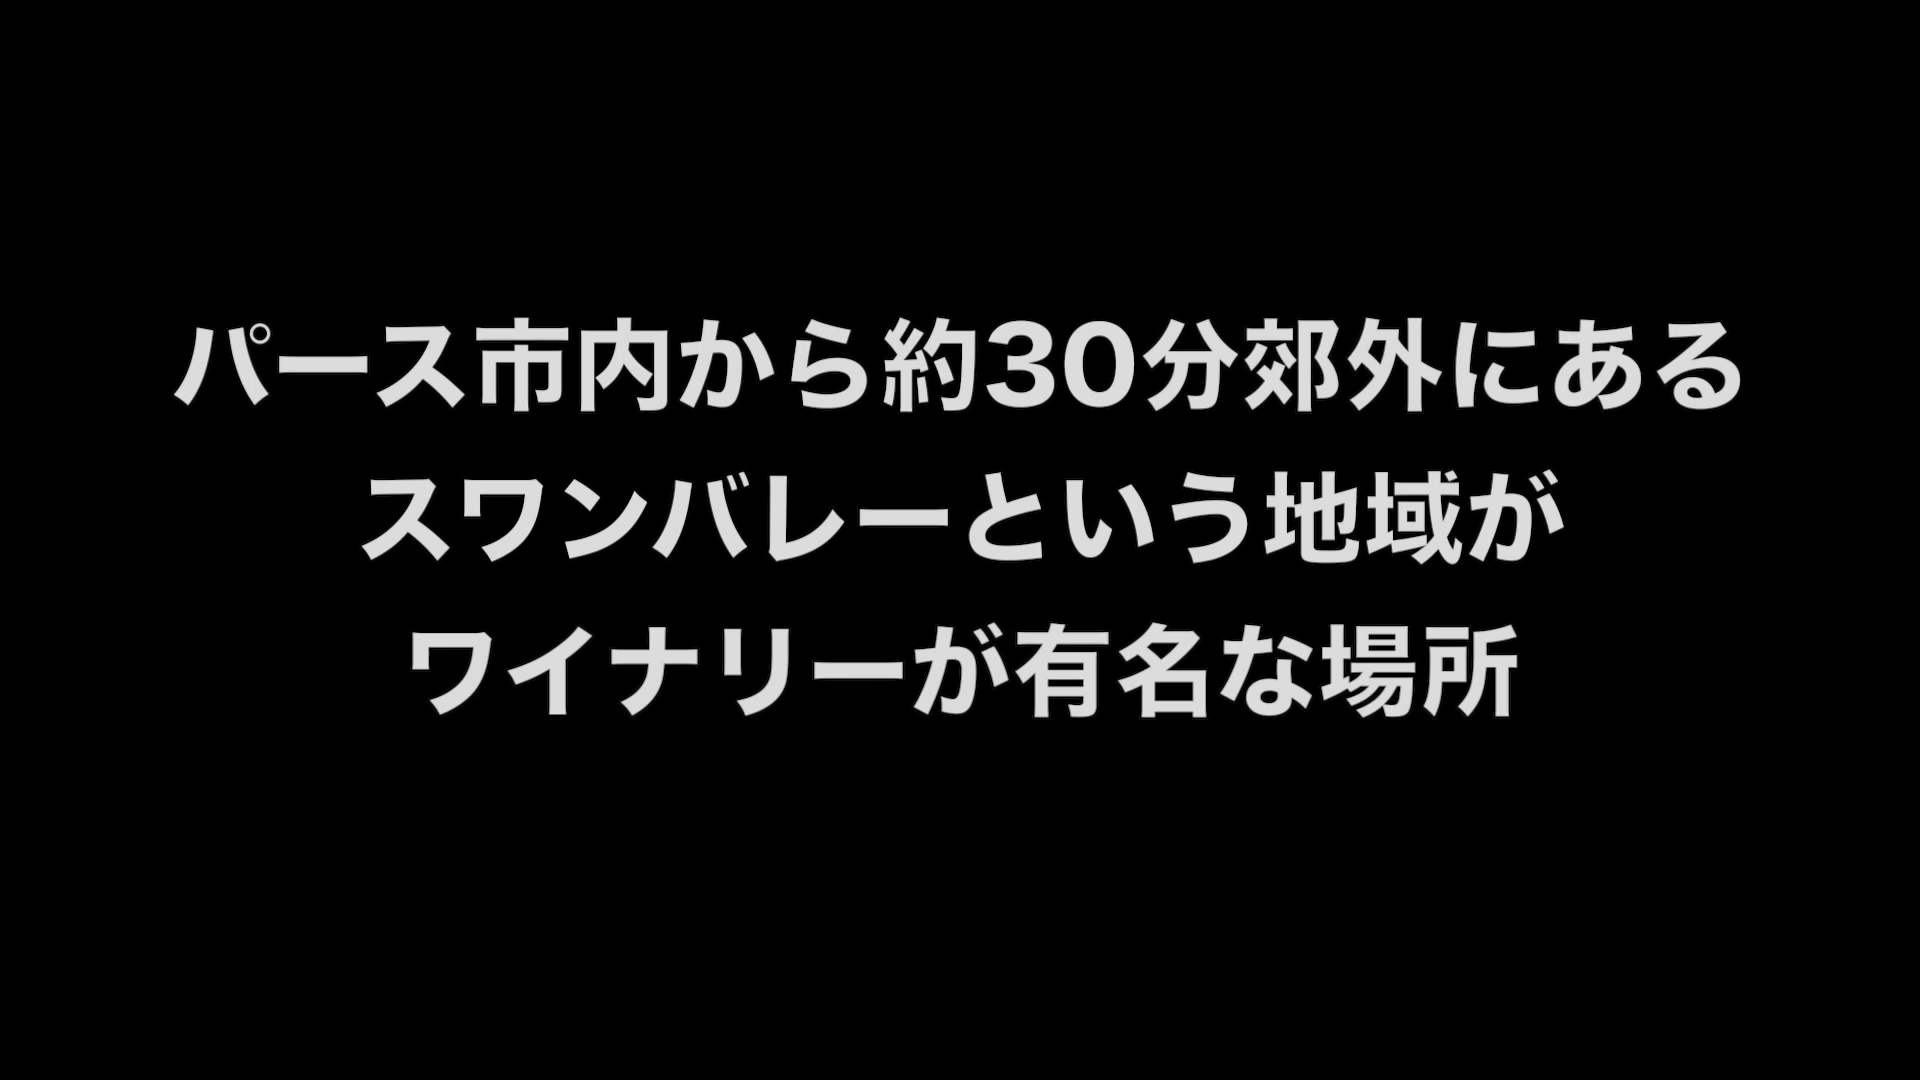 パース市内から約30分郊外にある
スワンバレーという地域が
ワイナリーが有名な場所